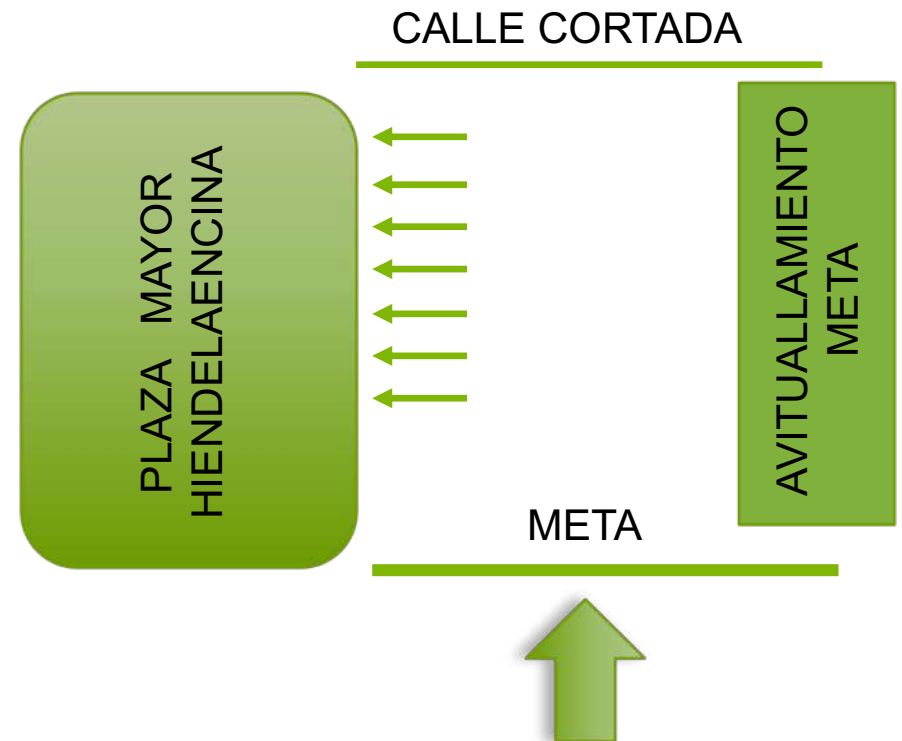 CALLE CORTADA
PLAZA MAYOR
HIENDELAENCINA
AVITUALLAMIENTO
META
META